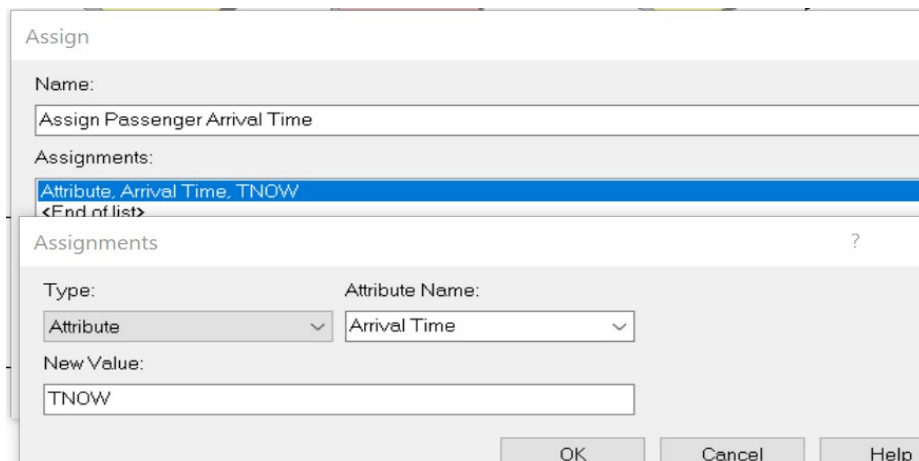 Assign
Name:
Assign Passenger Arrival Time
Assignments:
Attribute, Arrival Time, TNOW
<End of list>
Assignments ?
Type: Attribute Name:
Attribute Arrival Time
New Value:
TNOW
OK Cancel Help